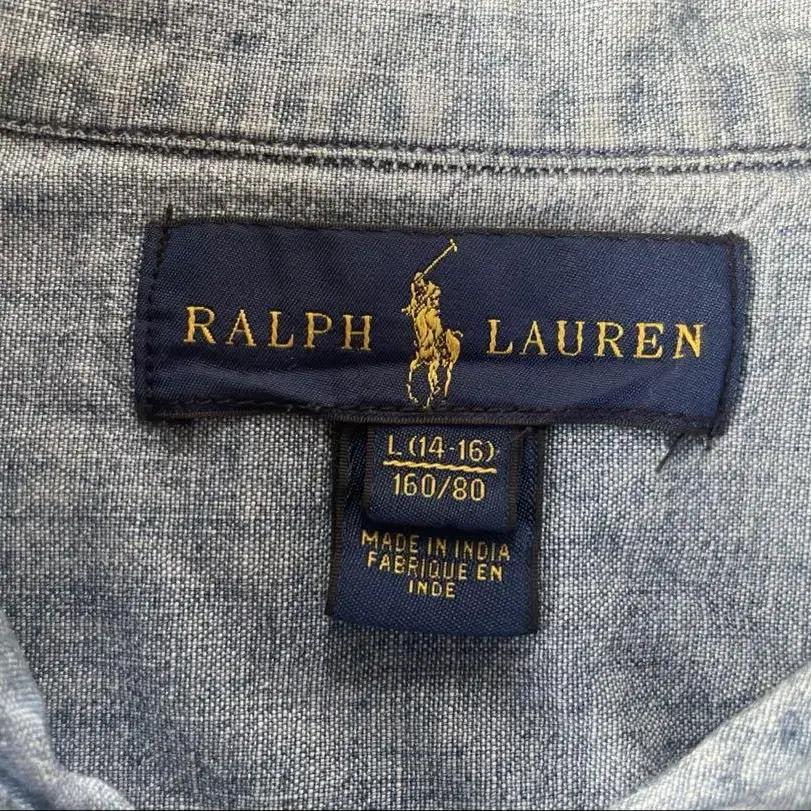 RALPH LAUREN
L (14-16)
160/80
MADE IN INDIA
FABRIQUE EN
INDE